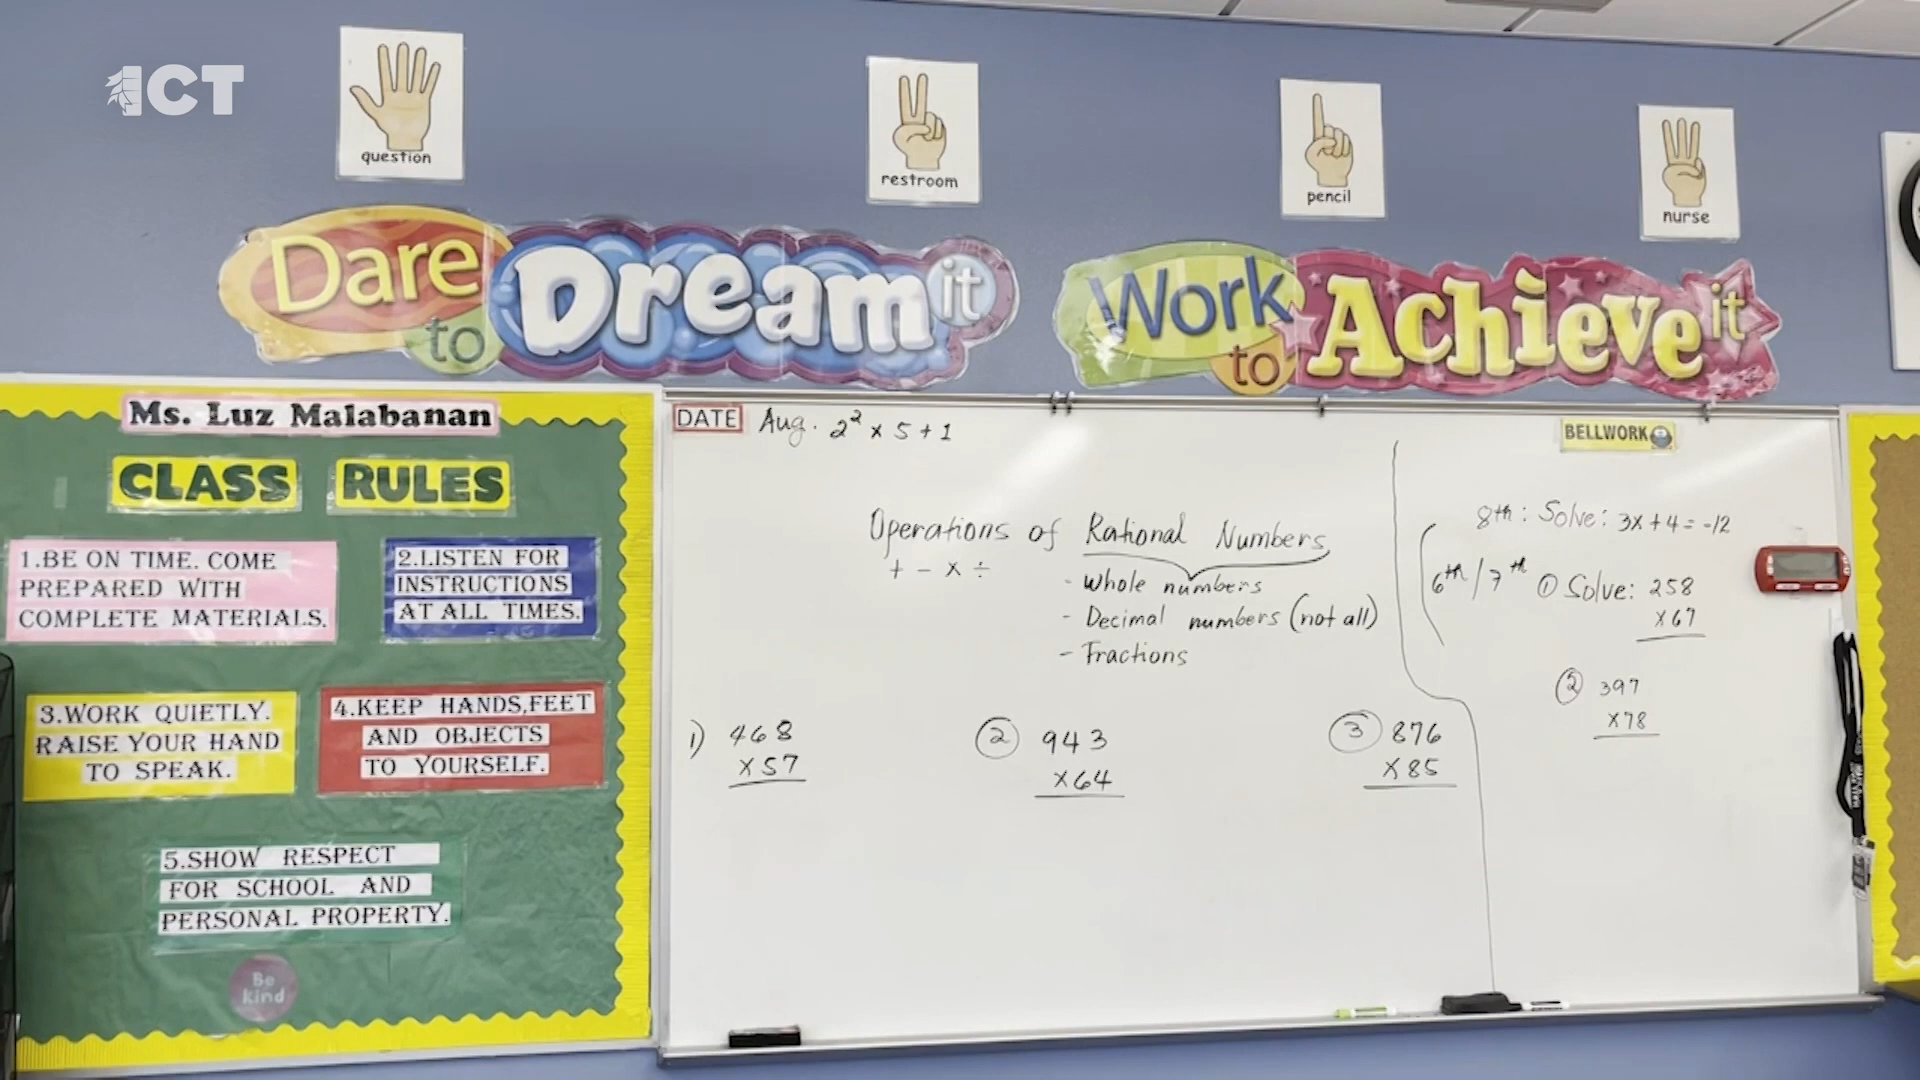 ICT
question
restroom
pencil
nurse
Dare to Dream it
Work to Achieve it
Ms. Luz Malabanan
CLASS RULES
1.BE ON TIME. COME
PREPARED WITH
COMPLETE MATERIALS.
2.LISTEN FOR
INSTRUCTIONS
AT ALL TIMES.
3.WORK QUIETLY.
RAISE YOUR HAND
TO SPEAK.
4.KEEP HANDS,FEET
AND OBJECTS
TO YOURSELF.
5.SHOW RESPECT
FOR SCHOOL AND
PERSONAL PROPERTY.
Be
kind
DATE Aug. 2² x 5 + 1
Operations of Rational Numbers
+ - x ÷
- Whole numbers
- Decimal numbers (not all)
- Fractions
1) 468
x57
② 943
x64
③ 876
x85
BELLWORK
8th: Solve: 3x + 4 = -12
6th / 7th ① Solve: 258
x67
② 397
x78